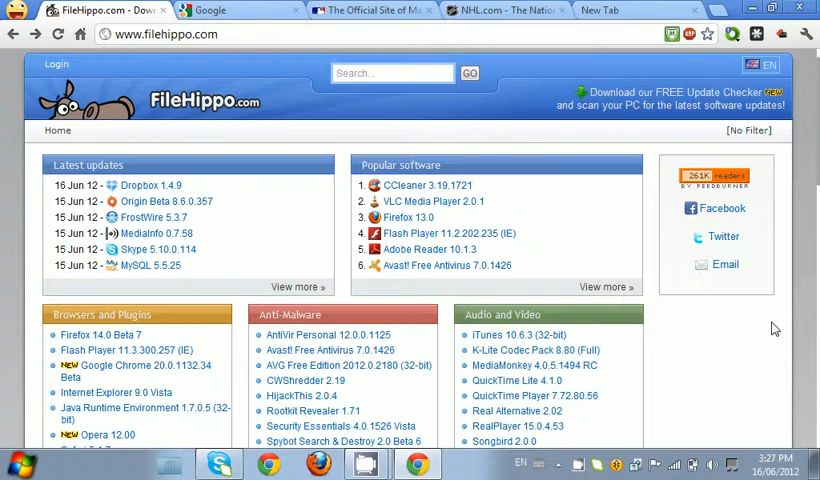 FileHippo.com - Down
Google
The Official Site of Ma
NHL.com - The Nation
New Tab
www.filehippo.com
ABP
Login
Search...
GO
EN
FileHippo.com
Download our FREE Update Checker NEW
and scan your PC for the latest software updates!
Home
[No Filter]
Latest updates
16 Jun 12 - Dropbox 1.4.9
16 Jun 12 - Origin Beta 8.6.0.357
15 Jun 12 - FrostWire 5.3.7
15 Jun 12 - MediaInfo 0.7.58
15 Jun 12 - Skype 5.10.0.114
15 Jun 12 - MySQL 5.5.25
View more »
Popular software
1. CCleaner 3.19.1721
2. VLC Media Player 2.0.1
3. Firefox 13.0
4. Flash Player 11.2.202.235 (IE)
5. Adobe Reader 10.1.3
6. Avast! Free Antivirus 7.0.1426
View more »
261K readers
BY FEEDBURNER
Facebook
Twitter
Email
Browsers and Plugins
Firefox 14.0 Beta 7
Flash Player 11.3.300.257 (IE)
NEW Google Chrome 20.0.1132.34
Beta
Internet Explorer 9.0 Vista
Java Runtime Environment 1.7.0.5 (32-
bit)
NEW Opera 12.00
Anti-Malware
AntiVir Personal 12.0.0.1125
Avast! Free Antivirus 7.0.1426
AVG Free Edition 2012.0.2180 (32-bit)
CWShredder 2.19
HijackThis 2.0.4
Rootkit Revealer 1.71
Security Essentials 4.0.1526 Vista
Spybot Search & Destroy 2.0 Beta 6
Audio and Video
iTunes 10.6.3 (32-bit)
K-Lite Codec Pack 8.80 (Full)
MediaMonkey 4.0.5.1494 RC
QuickTime Lite 4.1.0
QuickTime Player 7.72.80.56
Real Alternative 2.02
RealPlayer 15.0.4.53
Songbird 2.0.0
EN
3:27 PM
16/06/2012